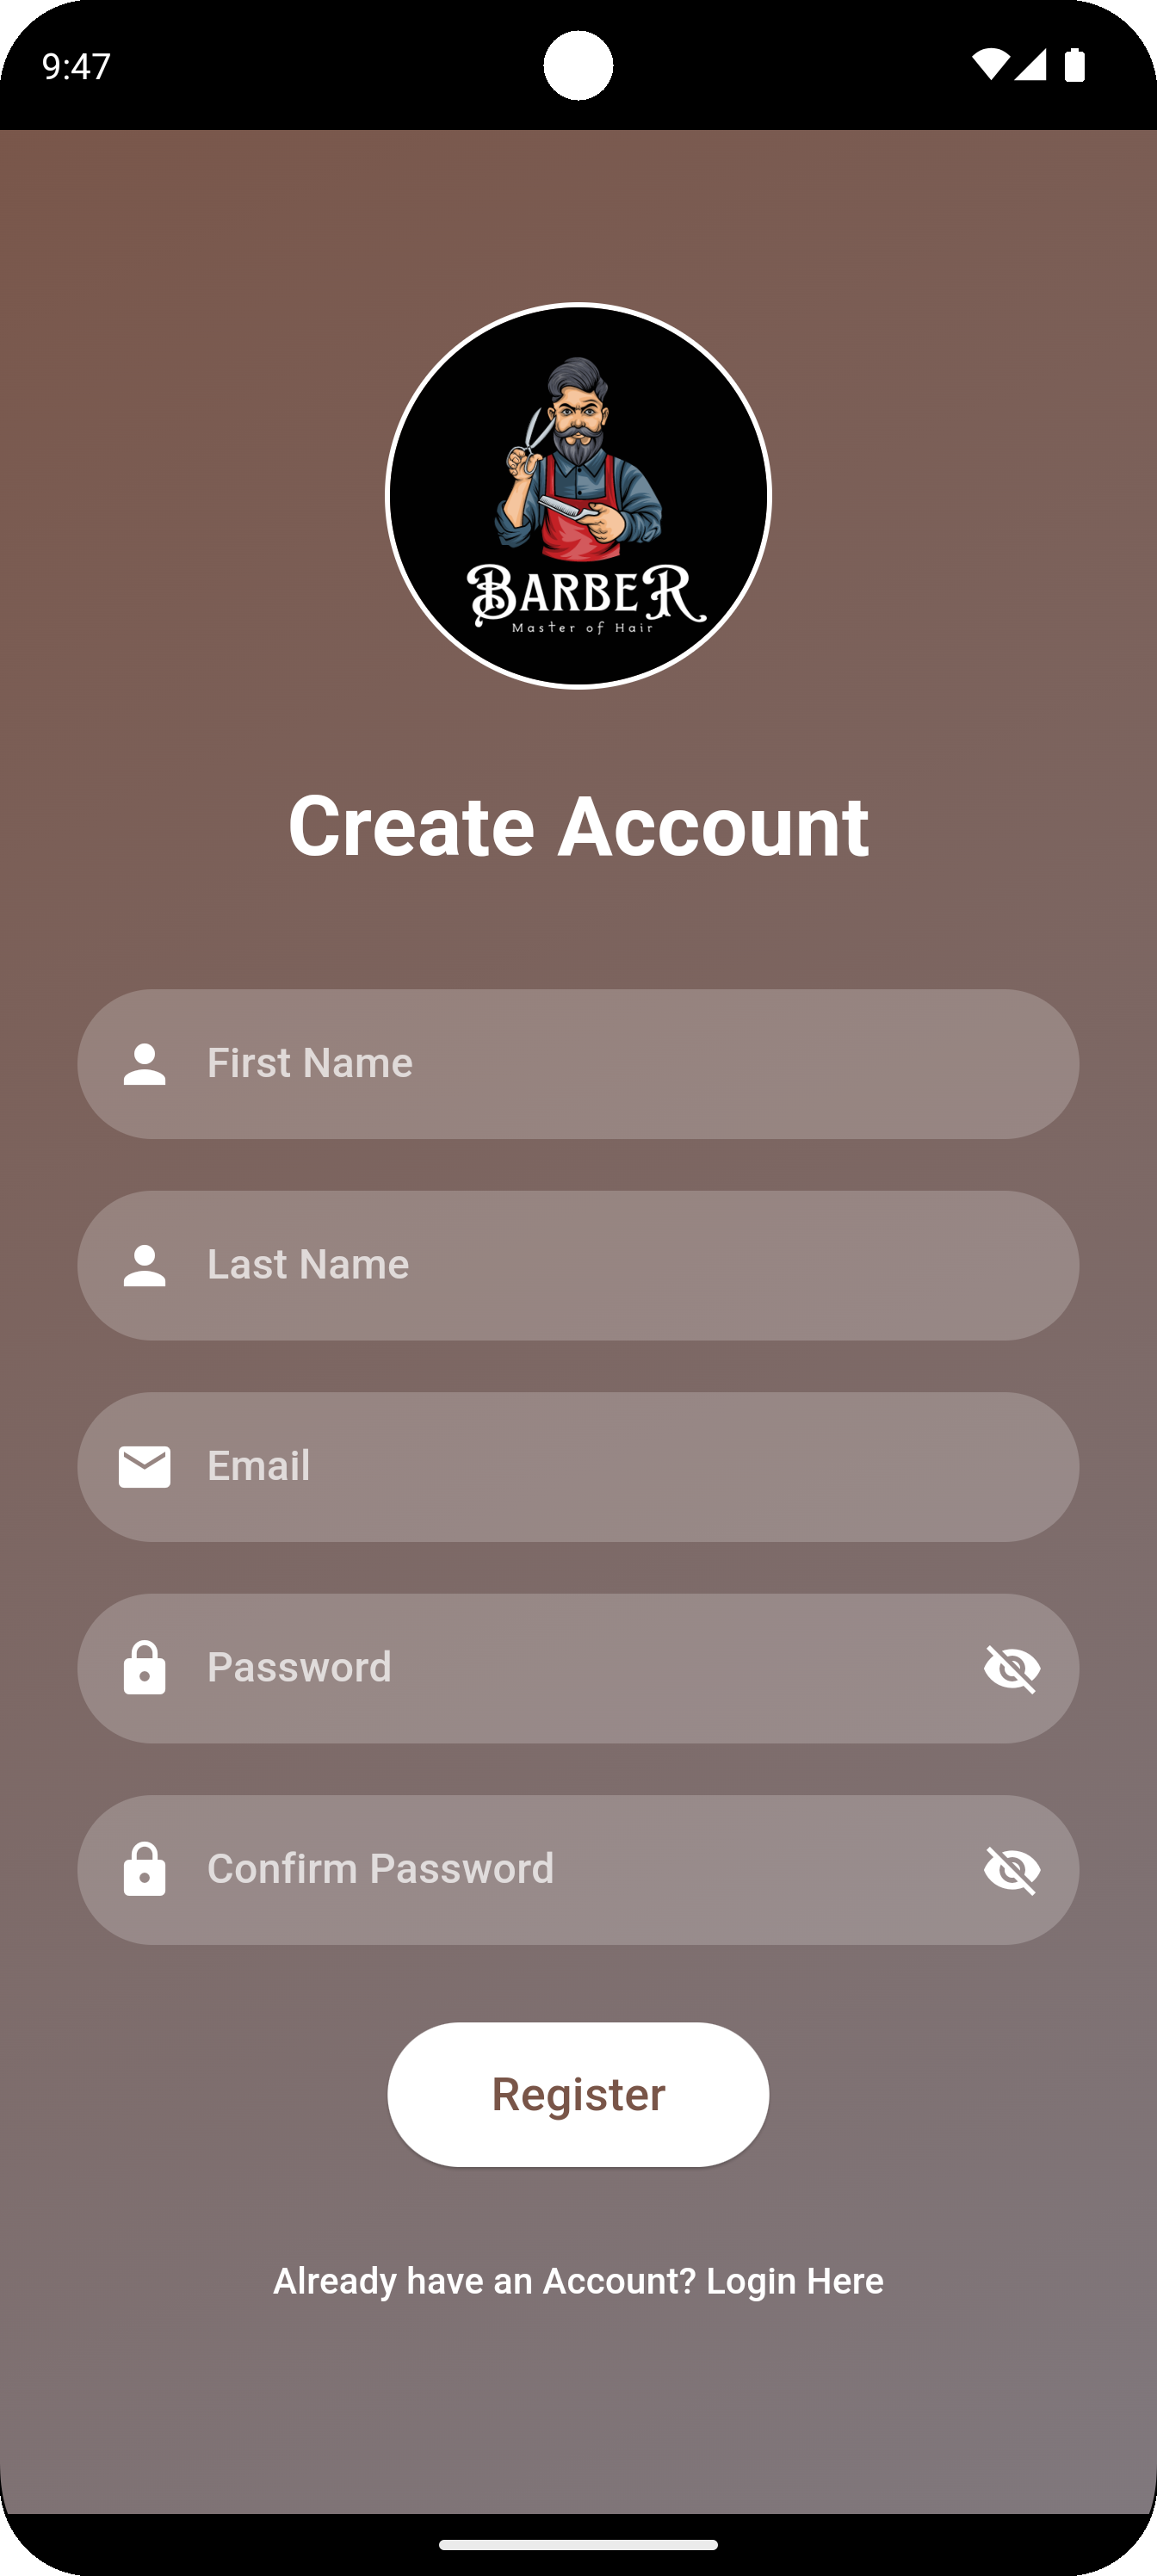 9:47
BARBER
Master of Hair
Create Account
First Name
Last Name
Email
Password
Confirm Password
Register
Already have an Account? Login Here